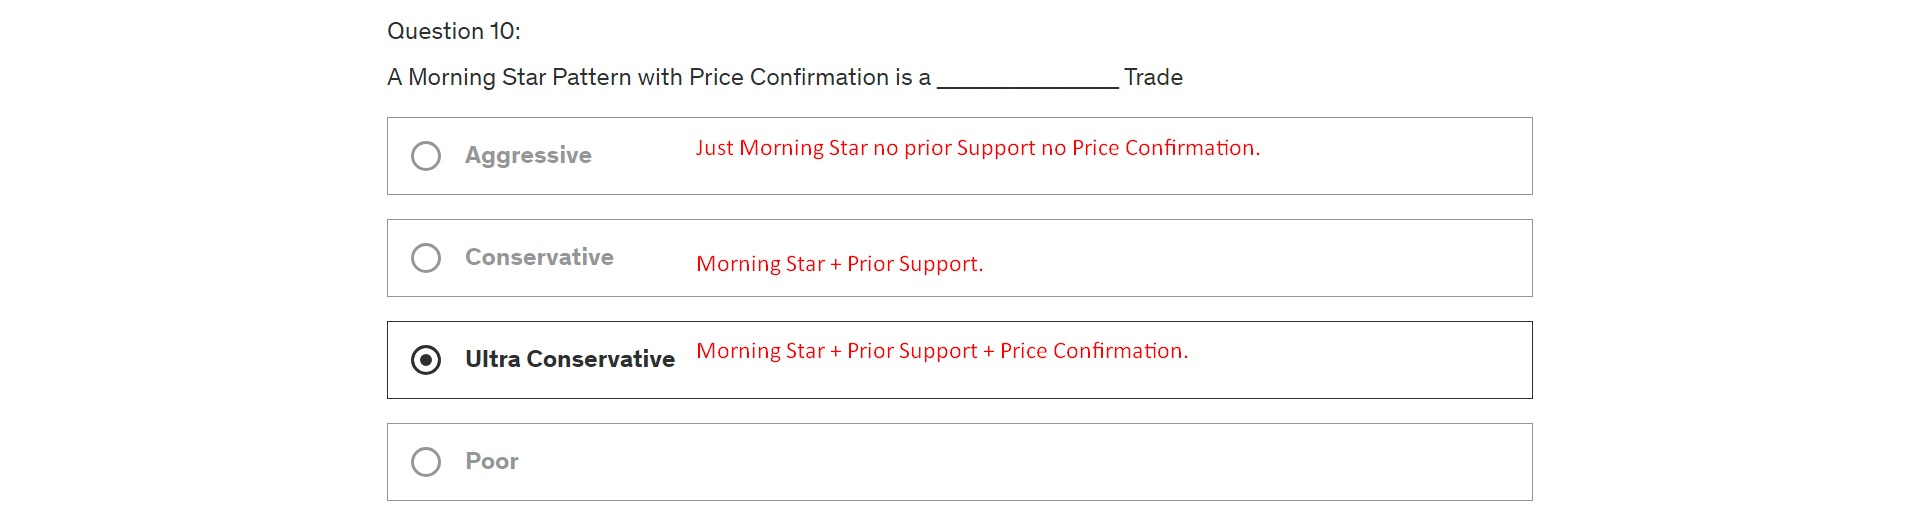 Question 10:
A Morning Star Pattern with Price Confirmation is a _______________ Trade
Aggressive Just Morning Star no prior Support no Price Confirmation.
Conservative Morning Star + Prior Support.
Ultra Conservative Morning Star + Prior Support + Price Confirmation.
Poor